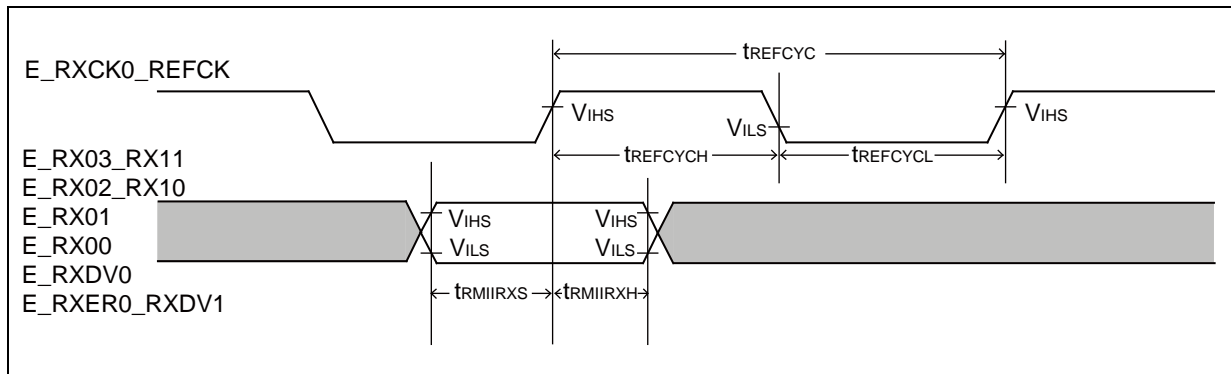 tREFCYC
E_RXCK0_REFCK
VIHS
VILS
VIHS
tREFCYCH
tREFCYCL
E_RX03_RX11
E_RX02_RX10
E_RX01
E_RX00
E_RXDV0
E_RXER0_RXDV1
VIHS
VIHS
VILS
VILS
tRMIIRXS
tRMIIRXH